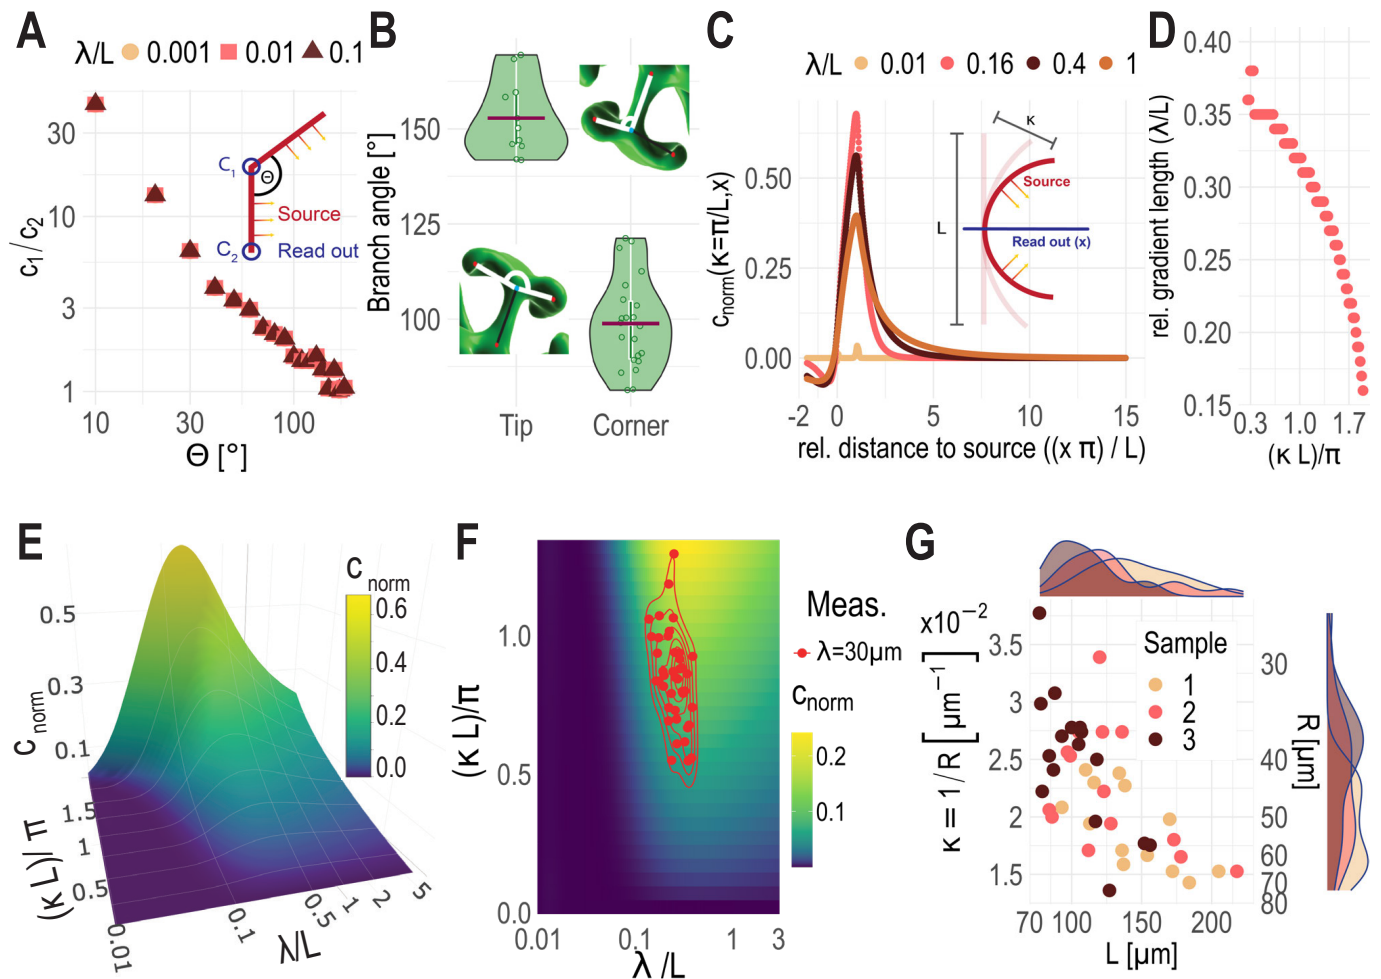 A
λ/L 0.001 0.01 0.1
c₁/c₂
30
10
3
1
10 30 100
Θ [°]
C₁
Θ
Source
C₂
Read out
B
Branch angle [°]
150
125
100
Tip Corner
C
λ/L 0.01 0.16 0.4 1
cnorm(κ=π/L,x)
0.50
0.25
0.00
-2 0 5 10 15
rel. distance to source ((x π) / L)
κ
Source
L
Read out (x)
D
rel. gradient length (λ/L)
0.40
0.35
0.30
0.25
0.20
0.15
0.3 1.0 1.7
(κ L)/π
E
cnorm
0.5
0.3
0.1
1.5
1
0.5
(κ L)/ π
0.01
0.1
0.5
1
2
5
λ/L
c norm
0.6
0.4
0.2
0.0
F
(κ L)/π
1.0
0.5
0.0
0.01 0.1 1 3
λ /L
Meas.
λ=30μm
cnorm
0.2
0.1
G
x10⁻²
κ = 1/R [μm⁻¹]
3.5
3
2.5
2
1.5
70 100 150 200
L [μm]
Sample
1
2
3
30
40
50
60
70
80
R [μm]